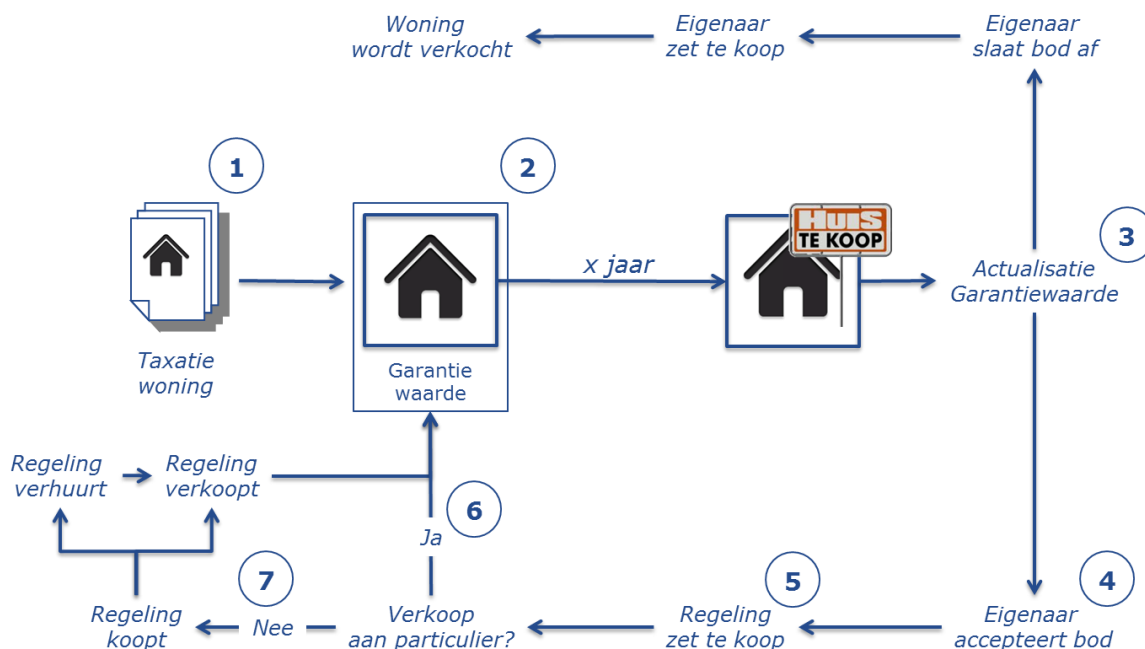 Woning
wordt verkocht
Eigenaar
zet te koop
Eigenaar
slaat bod af
1
2
HUIS
TE KOOP
3
x jaar
Actualisatie
Garantiewaarde
Taxatie
woning
Garantie
waarde
Regeling
verhuurt
Regeling
verkoopt
6
Ja
7
5
4
Regeling
koopt
Nee
Verkoop
aan particulier?
Regeling
zet te koop
Eigenaar
accepteert bod